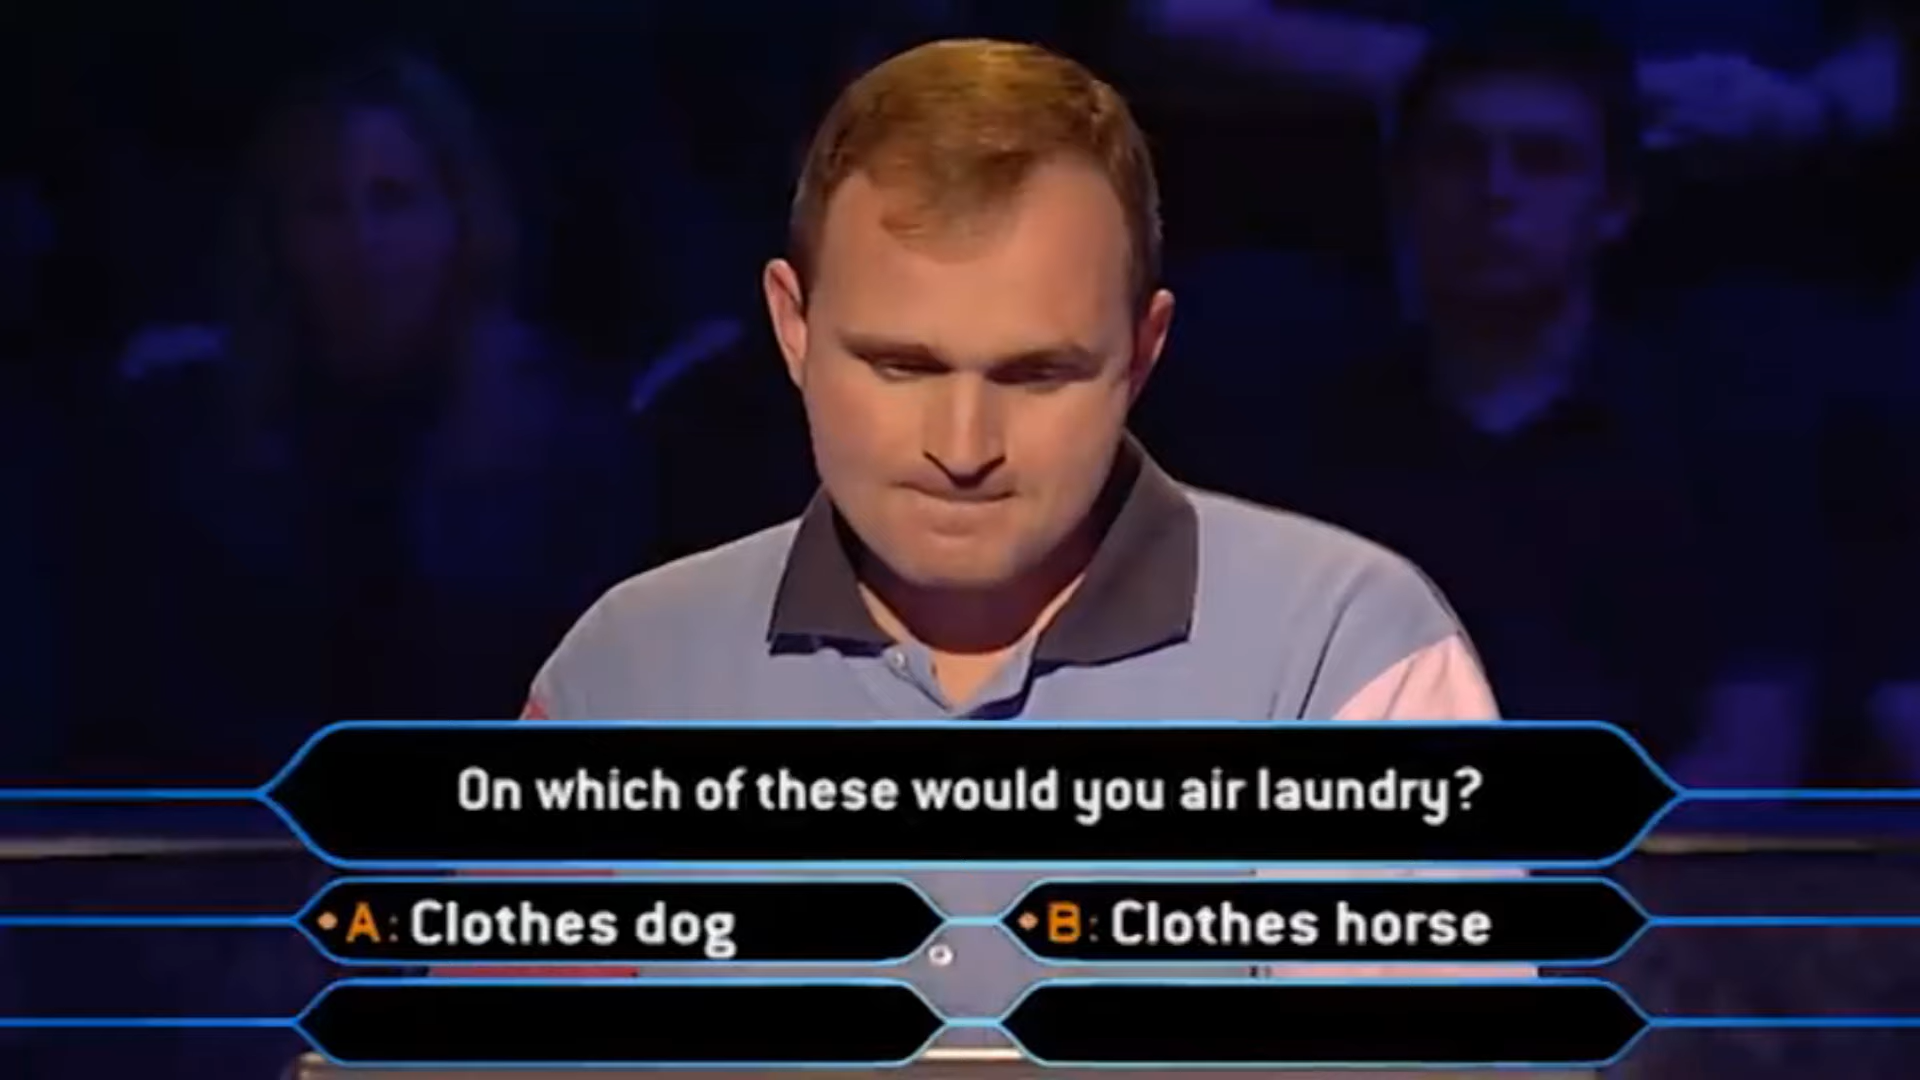 On which of these would you air laundry?
A: Clothes dog
B: Clothes horse